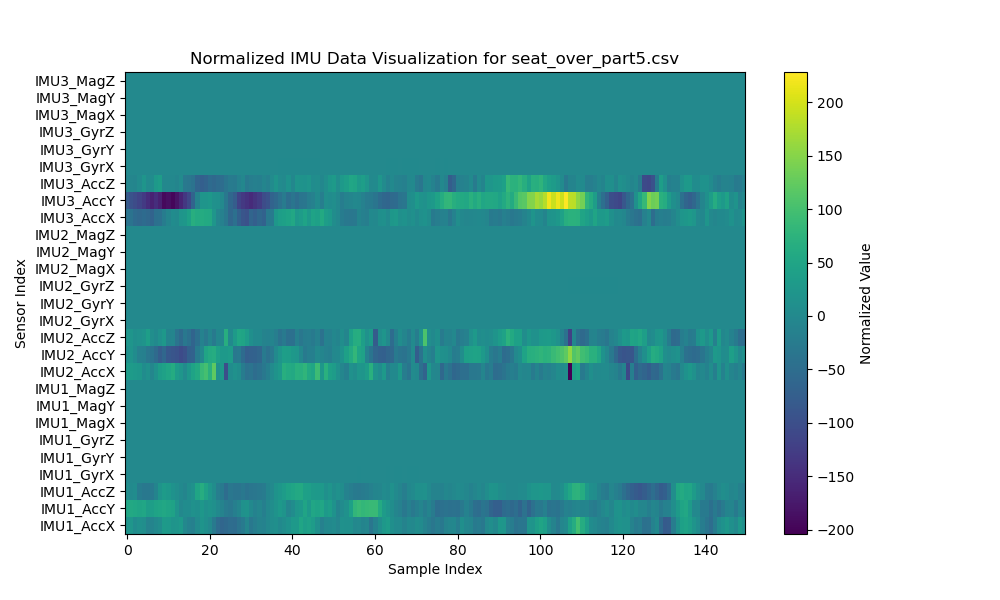 Normalized IMU Data Visualization for seat_over_part5.csv
IMU3_MagZ
IMU3_MagY
IMU3_MagX
IMU3_GyrZ
IMU3_GyrY
IMU3_GyrX
IMU3_AccZ
IMU3_AccY
IMU3_AccX
IMU2_MagZ
IMU2_MagY
IMU2_MagX
IMU2_GyrZ
IMU2_GyrY
IMU2_GyrX
IMU2_AccZ
IMU2_AccY
IMU2_AccX
IMU1_MagZ
IMU1_MagY
IMU1_MagX
IMU1_GyrZ
IMU1_GyrY
IMU1_GyrX
IMU1_AccZ
IMU1_AccY
IMU1_AccX
Sensor Index
0 20 40 60 80 100 120 140
Sample Index
200
150
100
50
0
−50
−100
−150
−200
Normalized Value